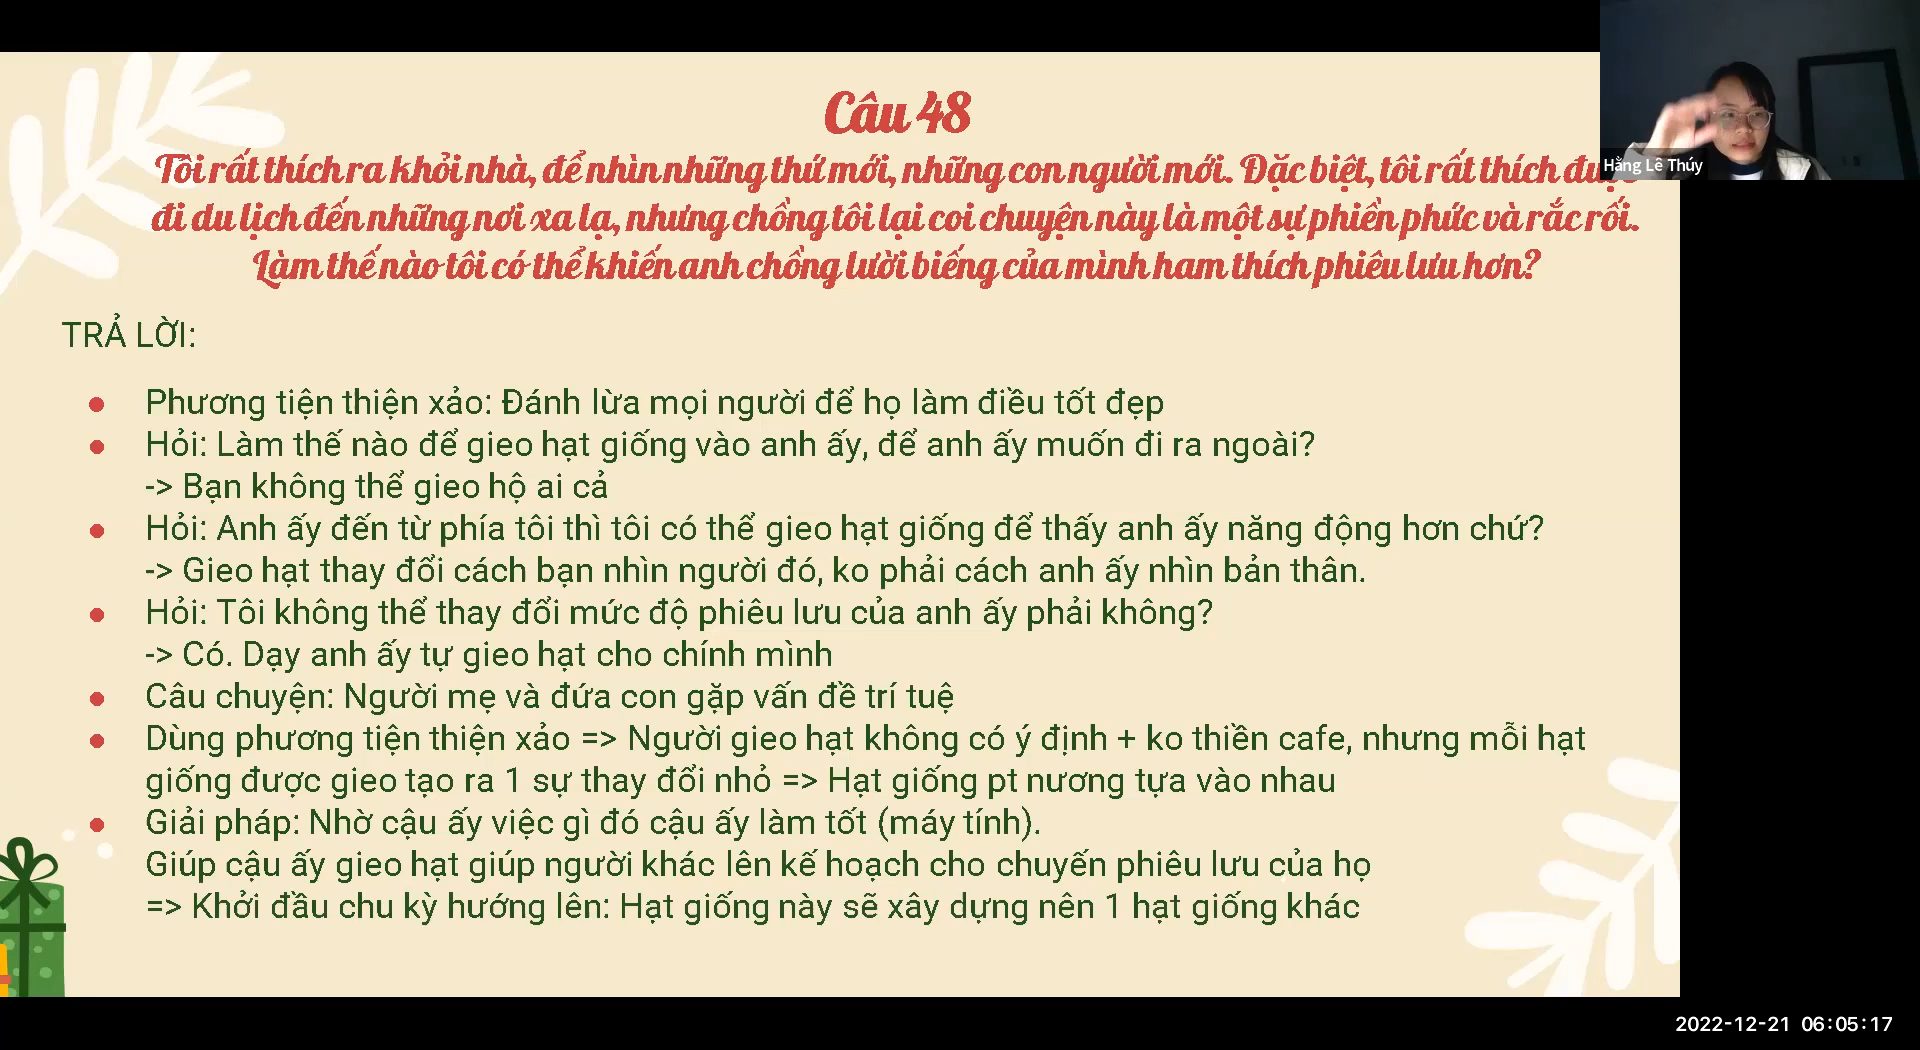 Câu 48
Tôi rất thích ra khỏi nhà, để nhìn những thứ mới, những con người mới. Đặc biệt, tôi rất thích được
đi du lịch đến những nơi xa lạ, nhưng chồng tôi lại coi chuyện này là một sự phiền phức và rắc rối.
Làm thế nào tôi có thể khiến anh chồng lười biếng của mình ham thích phiêu lưu hơn?
Hằng Lê Thúy
TRẢ LỜI:
● Phương tiện thiện xảo: Đánh lừa mọi người để họ làm điều tốt đẹp
● Hỏi: Làm thế nào để gieo hạt giống vào anh ấy, để anh ấy muốn đi ra ngoài?
-> Bạn không thể gieo hộ ai cả
● Hỏi: Anh ấy đến từ phía tôi thì tôi có thể gieo hạt giống để thấy anh ấy năng động hơn chứ?
-> Gieo hạt thay đổi cách bạn nhìn người đó, ko phải cách anh ấy nhìn bản thân.
● Hỏi: Tôi không thể thay đổi mức độ phiêu lưu của anh ấy phải không?
-> Có. Dạy anh ấy tự gieo hạt cho chính mình
● Câu chuyện: Người mẹ và đứa con gặp vấn đề trí tuệ
● Dùng phương tiện thiện xảo => Người gieo hạt không có ý định + ko thiền cafe, nhưng mỗi hạt
giống được gieo tạo ra 1 sự thay đổi nhỏ => Hạt giống pt nương tựa vào nhau
● Giải pháp: Nhờ cậu ấy việc gì đó cậu ấy làm tốt (máy tính).
Giúp cậu ấy gieo hạt giúp người khác lên kế hoạch cho chuyến phiêu lưu của họ
=> Khởi đầu chu kỳ hướng lên: Hạt giống này sẽ xây dựng nên 1 hạt giống khác
2022-12-21 06:05:17